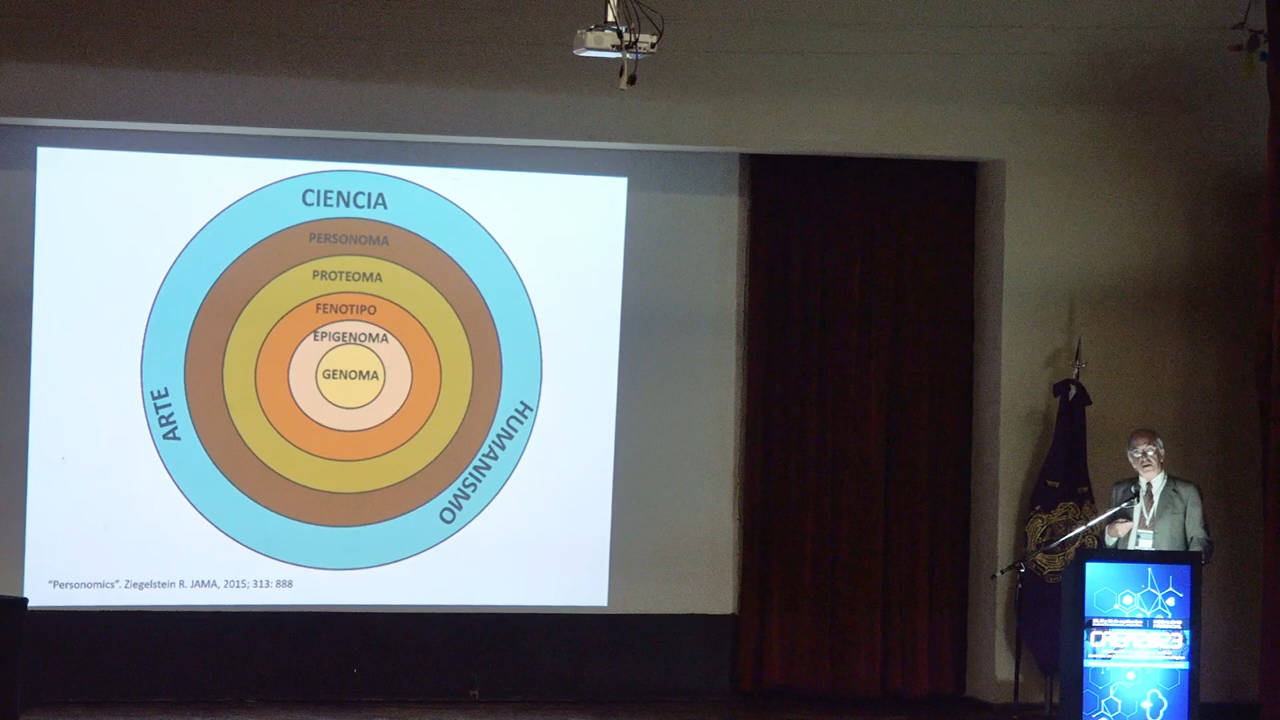 CIENCIA
PERSONOMA
PROTEOMA
FENOTIPO
EPIGENOMA
GENOMA
ARTE
HUMANISMO
“Personomics”. Ziegelstein R. JAMA, 2015; 313: 888